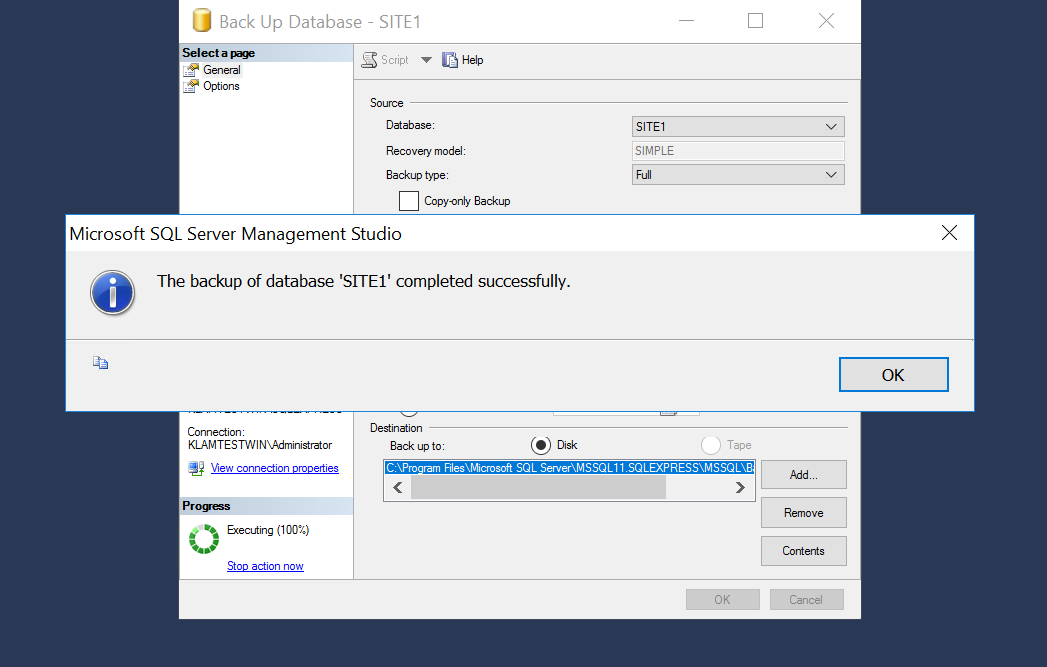 Back Up Database - SITE1
Select a page
General
Options
Script
Help
Source
Database:
SITE1
Recovery model:
SIMPLE
Backup type:
Full
Copy-only Backup
Microsoft SQL Server Management Studio
The backup of database 'SITE1' completed successfully.
OK
Connection:
KLAMTESTWIN\Administrator
View connection properties
Progress
Executing (100%)
Stop action now
Destination
Back up to:
Disk
Tape
C:\Program Files\Microsoft SQL Server\MSSQL11.SQLEXPRESS\MSSQL\Ba
Add...
Remove
Contents
OK
Cancel